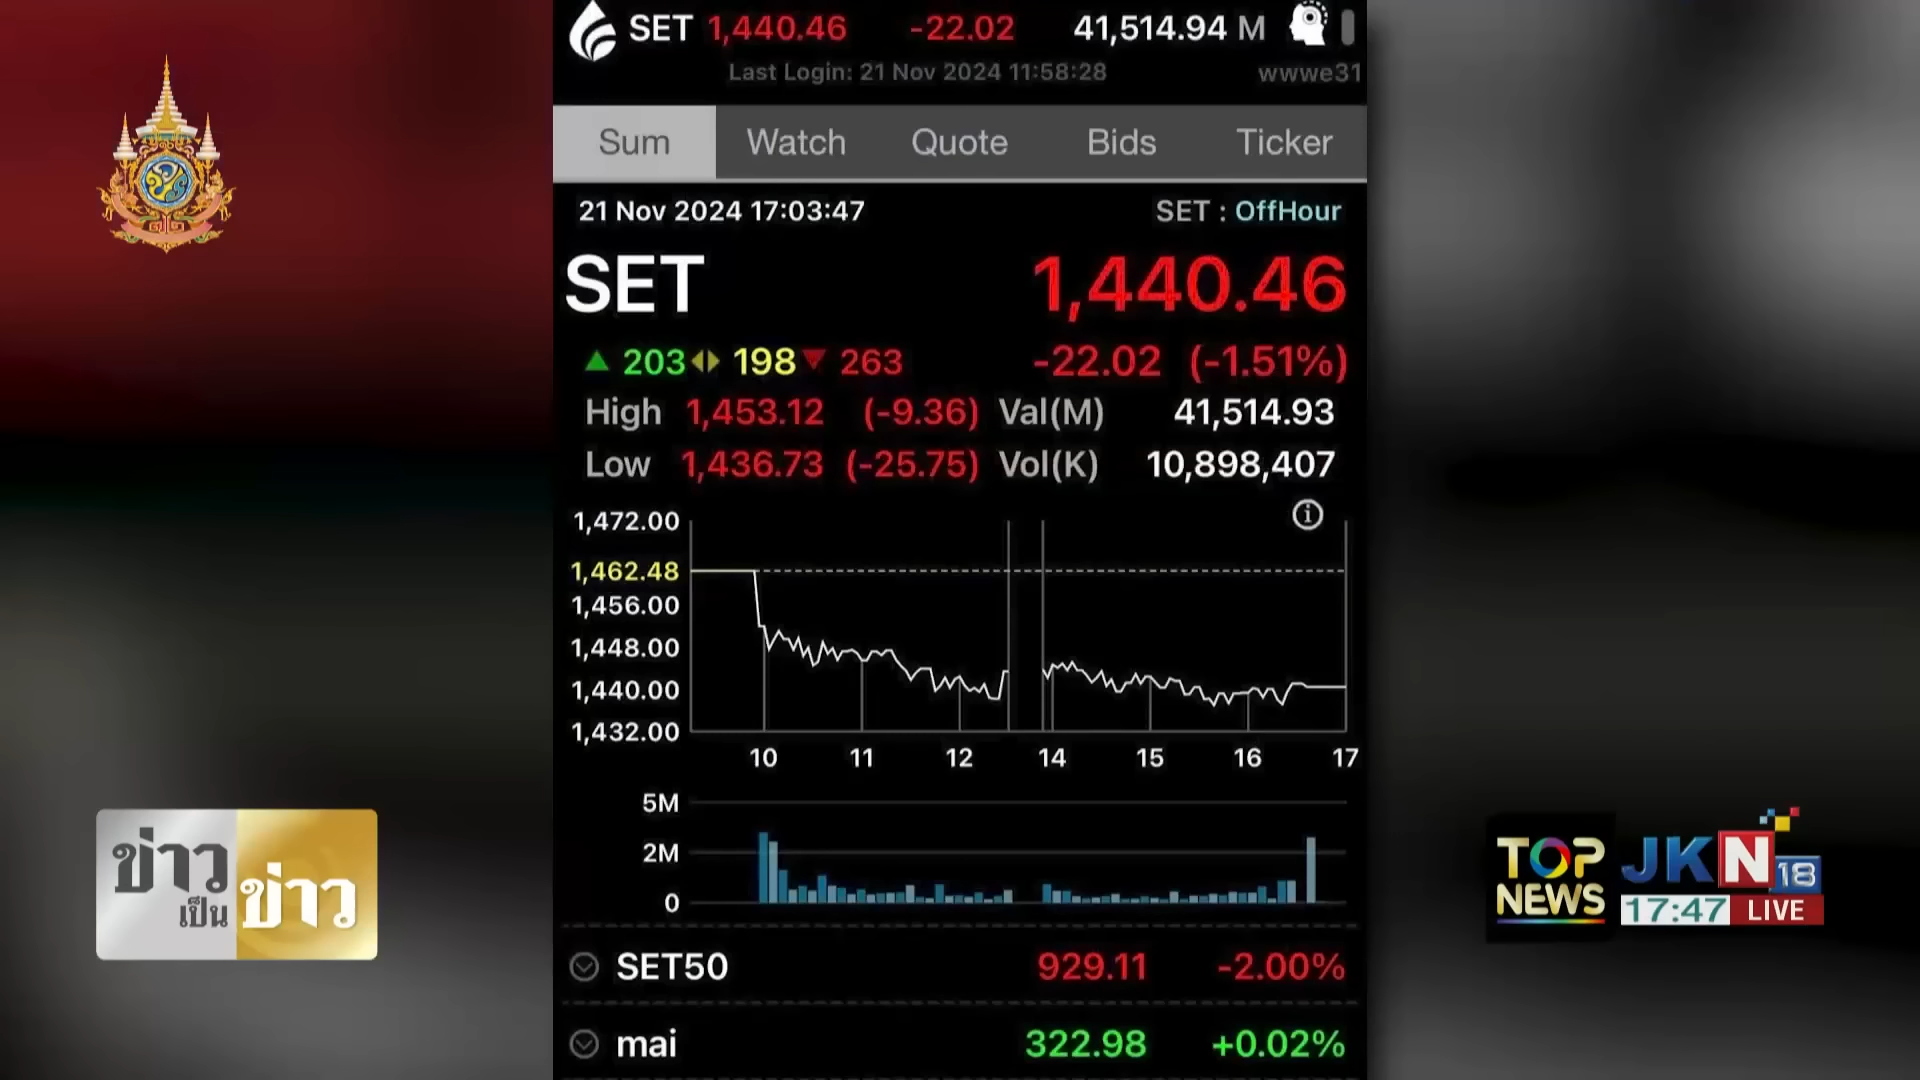 SET 1,440.46 -22.02 41,514.94 M
Last Login: 21 Nov 2024 11:58:28 wwwe31
Sum Watch Quote Bids Ticker
21 Nov 2024 17:03:47 SET : OffHour
SET 1,440.46
203 198 263 -22.02 (-1.51%)
High 1,453.12 (-9.36) Val(M) 41,514.93
Low 1,436.73 (-25.75) Vol(K) 10,898,407
1,472.00
1,462.48
1,456.00
1,448.00
1,440.00
1,432.00
10 11 12 14 15 16 17
5M
2M
0
SET50 929.11 -2.00%
mai 322.98 +0.02%
ข่าว
เป็น
ข่าว
TOP
NEWS
JKN 18
17:47 LIVE